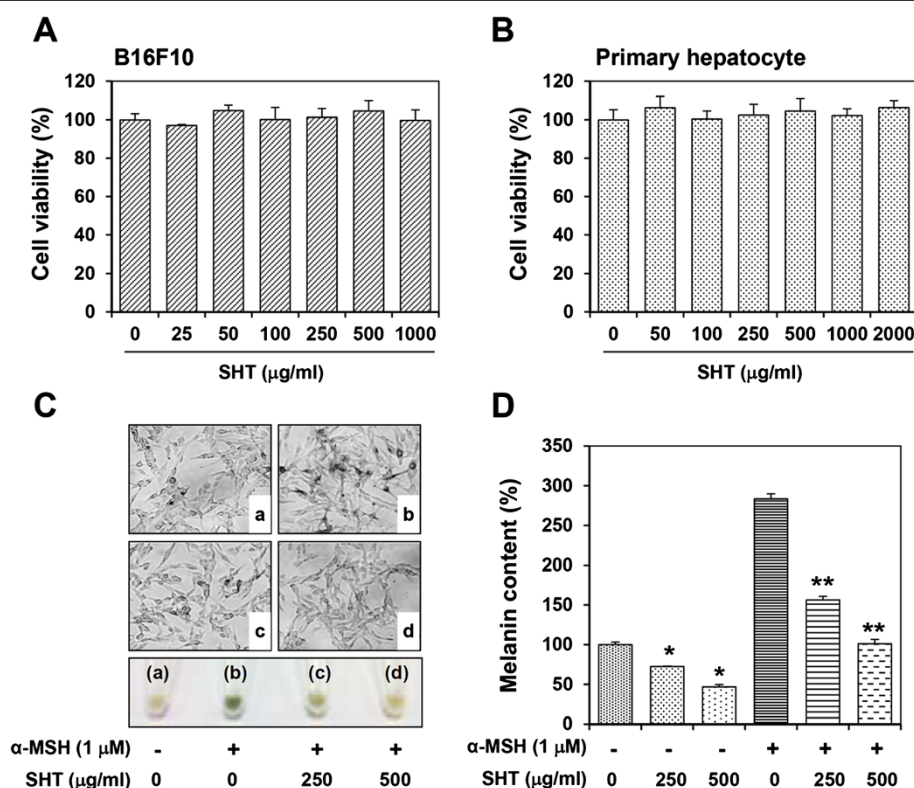 A
B16F10
Cell viability (%)
120
100
80
60
40
20
0
0 25 50 100 250 500 1000
SHT (μg/ml)
B
Primary hepatocyte
Cell viability (%)
120
100
80
60
40
20
0
0 50 100 250 500 1000 2000
SHT (μg/ml)
C
a
b
c
d
(a) (b) (c) (d)
α-MSH (1 μM) - + + +
SHT (μg/ml) 0 0 250 500
D
Melanin content (%)
350
300
250
200
150
100
50
0
* * ** **
α-MSH (1 μM) - - - + + +
SHT (μg/ml) 0 250 500 0 250 500